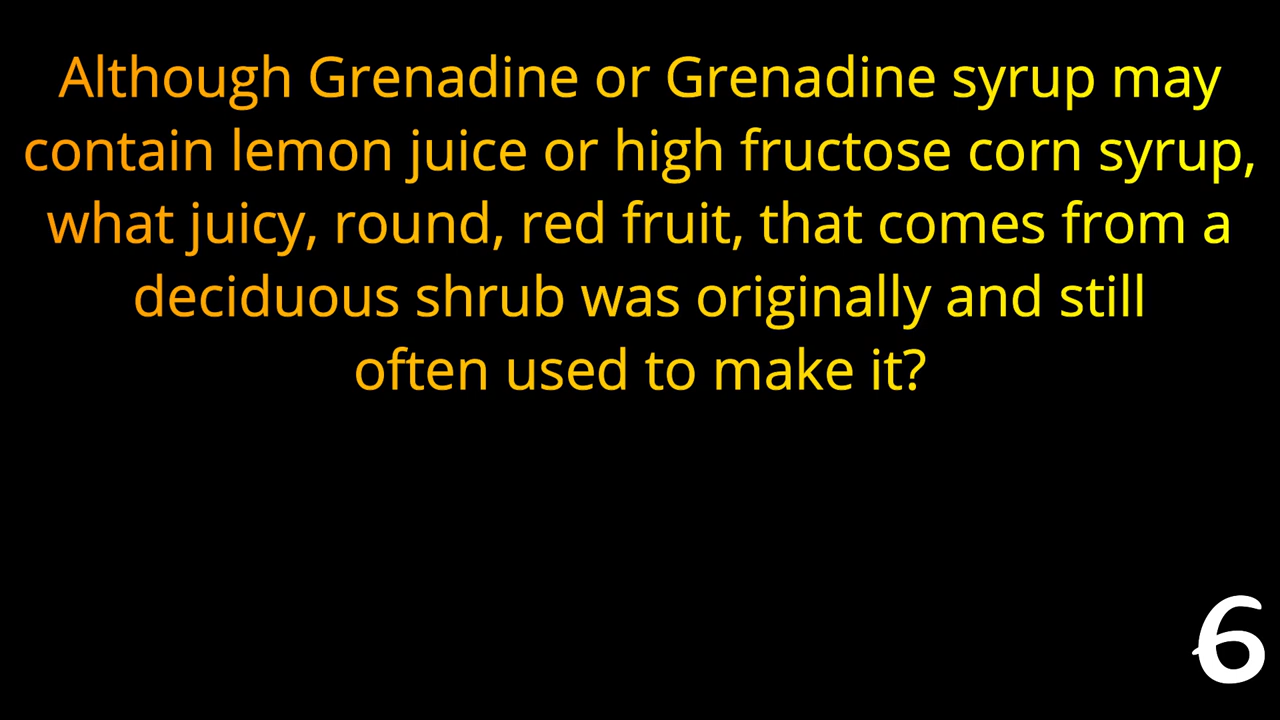 Although Grenadine or Grenadine syrup may
contain lemon juice or high fructose corn syrup,
what juicy, round, red fruit, that comes from a
deciduous shrub was originally and still
often used to make it?
6